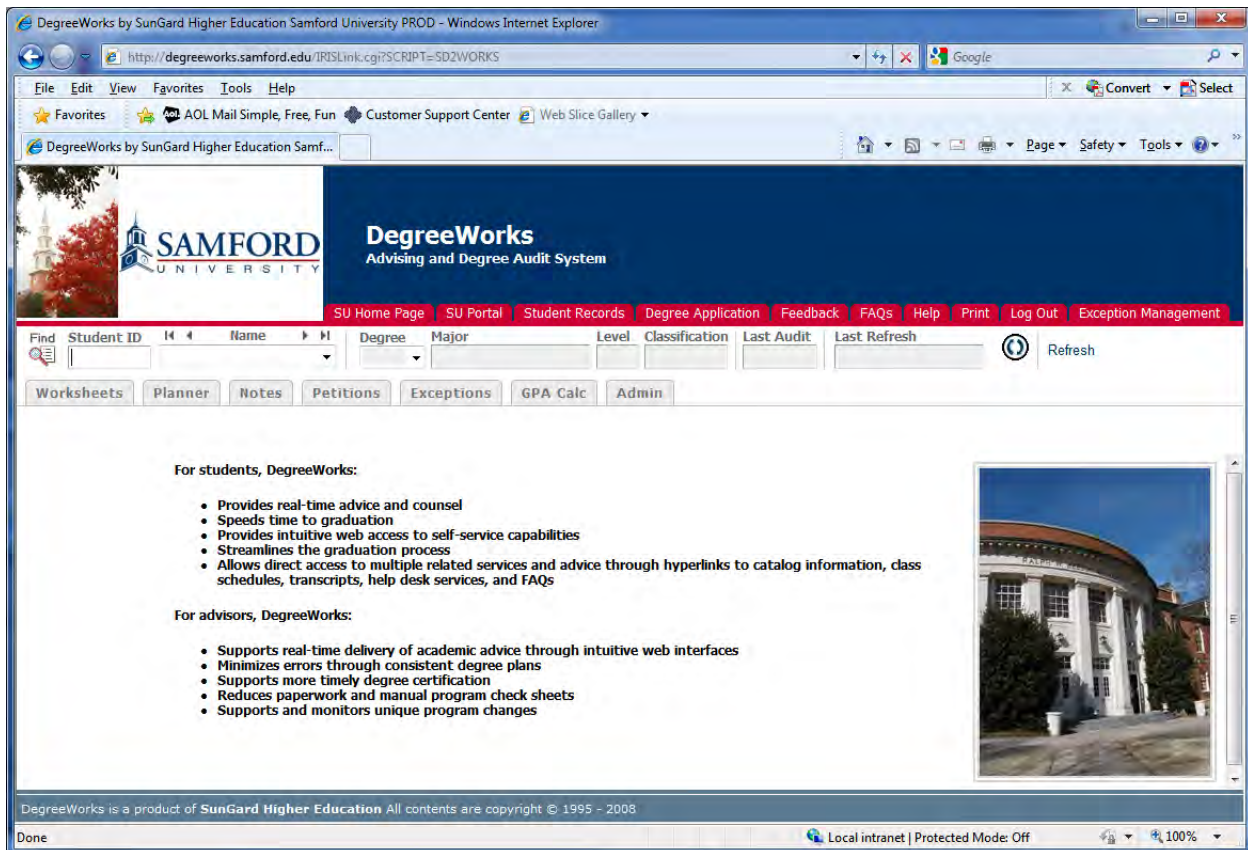 DegreeWorks by SunGard Higher Education Samford University PROD - Windows Internet Explorer
http://degreeworks.samford.edu/IRISLink.cgi?SCRIPT=SD2WORKS
Google
File Edit View Favorites Tools Help
Convert Select
Favorites AOL Mail Simple, Free, Fun Customer Support Center Web Slice Gallery
DegreeWorks by SunGard Higher Education Samf...
Page Safety Tools
SAMFORD
UNIVERSITY
DegreeWorks
Advising and Degree Audit System
SU Home Page SU Portal Student Records Degree Application Feedback FAQs Help Print Log Out Exception Management
Find Student ID Name Degree Major Level Classification Last Audit Last Refresh
Refresh
Worksheets Planner Notes Petitions Exceptions GPA Calc Admin
For students, DegreeWorks:
• Provides real-time advice and counsel
• Speeds time to graduation
• Provides intuitive web access to self-service capabilities
• Streamlines the graduation process
• Allows direct access to multiple related services and advice through hyperlinks to catalog information, class
schedules, transcripts, help desk services, and FAQs
For advisors, DegreeWorks:
• Supports real-time delivery of academic advice through intuitive web interfaces
• Minimizes errors through consistent degree plans
• Supports more timely degree certification
• Reduces paperwork and manual program check sheets
• Supports and monitors unique program changes
DegreeWorks is a product of SunGard Higher Education All contents are copyright © 1995 - 2008
Done
Local intranet | Protected Mode: Off
100%